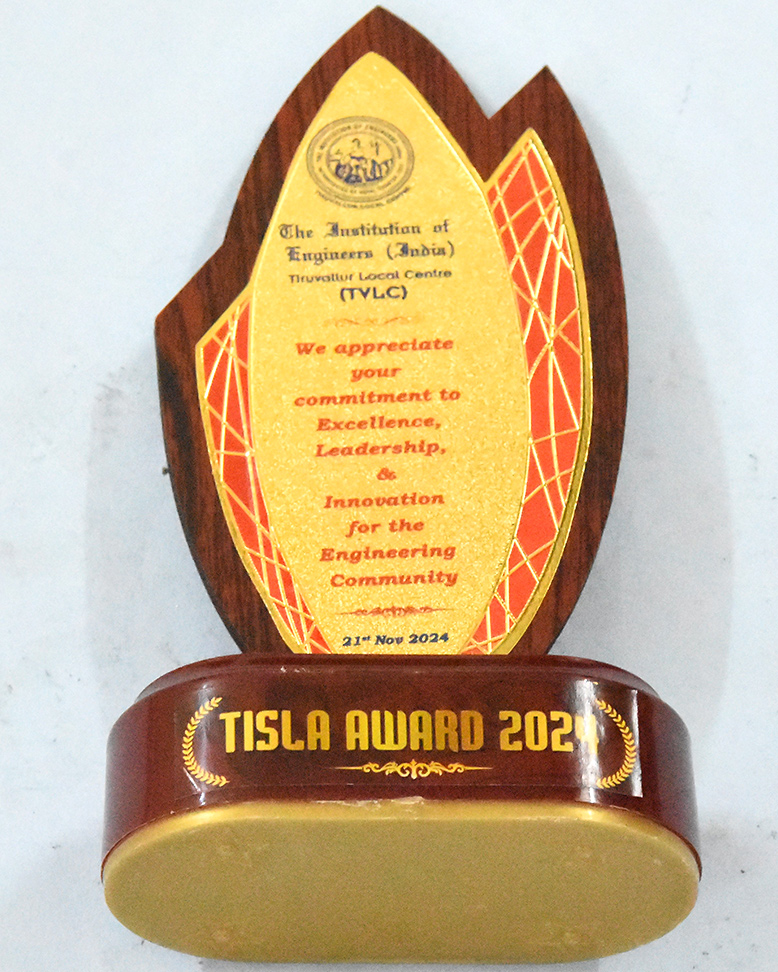 The Institution of
Engineers (India)
Tiruvallur Local Centre
(TVLC)
We appreciate
your
commitment to
Excellence,
Leadership,
&
Innovation
for the
Engineering
Community
21st Nov 2024
TISLA AWARD 2024